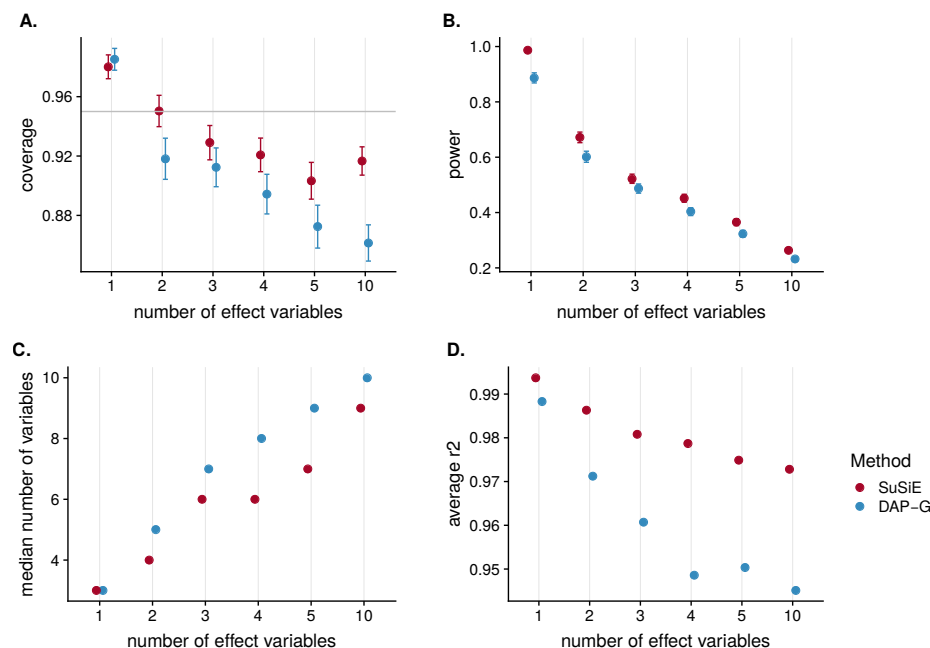 A.
coverage
0.96
0.92
0.88
1 2 3 4 5 10
number of effect variables
B.
power
1.0
0.8
0.6
0.4
0.2
1 2 3 4 5 10
number of effect variables
C.
median number of variables
10
8
6
4
1 2 3 4 5 10
number of effect variables
D.
average r2
0.99
0.98
0.97
0.96
0.95
1 2 3 4 5 10
number of effect variables
Method
SuSiE
DAP−G